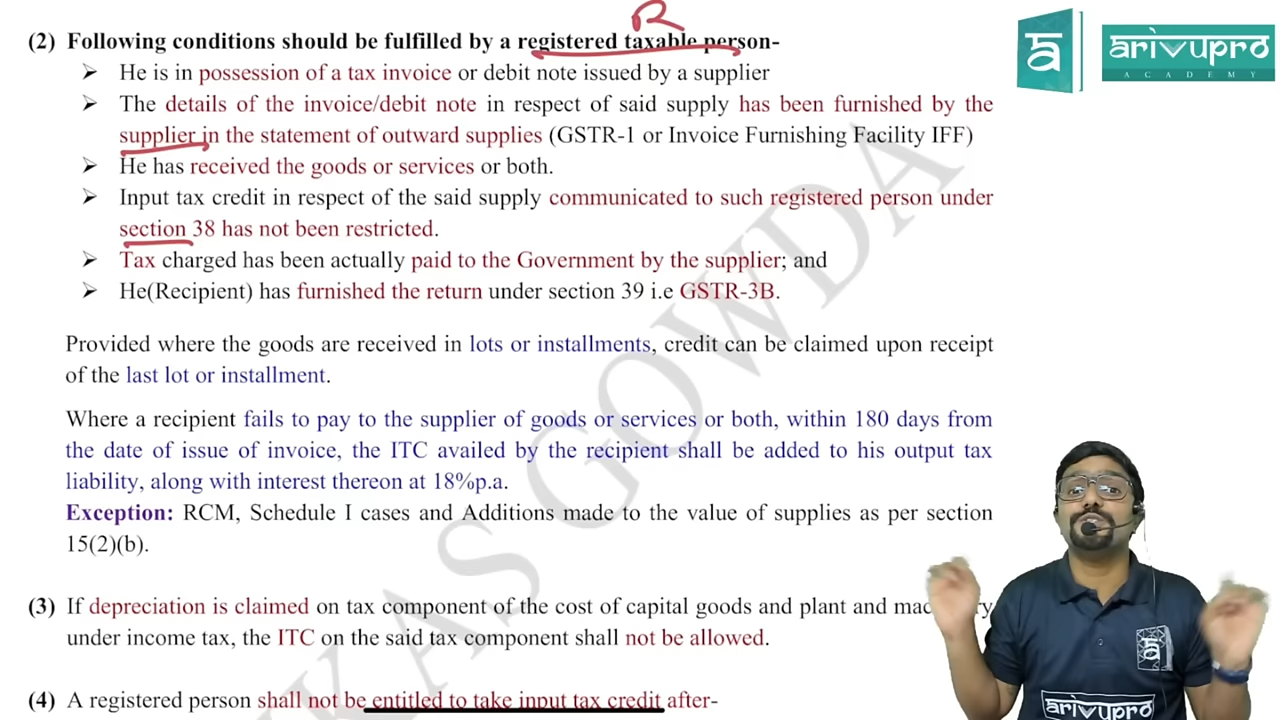 R
(2) Following conditions should be fulfilled by a registered taxable person-
➤ He is in possession of a tax invoice or debit note issued by a supplier
➤ The details of the invoice/debit note in respect of said supply has been furnished by the
supplier in the statement of outward supplies (GSTR-1 or Invoice Furnishing Facility IFF)
➤ He has received the goods or services or both.
➤ Input tax credit in respect of the said supply communicated to such registered person under
section 38 has not been restricted.
➤ Tax charged has been actually paid to the Government by the supplier; and
➤ He(Recipient) has furnished the return under section 39 i.e GSTR-3B.
Provided where the goods are received in lots or installments, credit can be claimed upon receipt
of the last lot or installment.
Where a recipient fails to pay to the supplier of goods or services or both, within 180 days from
the date of issue of invoice, the ITC availed by the recipient shall be added to his output tax
liability, along with interest thereon at 18%p.a.
Exception: RCM, Schedule I cases and Additions made to the value of supplies as per section
15(2)(b).
(3) If depreciation is claimed on tax component of the cost of capital goods and plant and
under income tax, the ITC on the said tax component shall not be allowed.
(4) A registered person shall not be entitled to take input tax credit after-
arivupro
ACADEMY
KAS GOWDA
arivupro